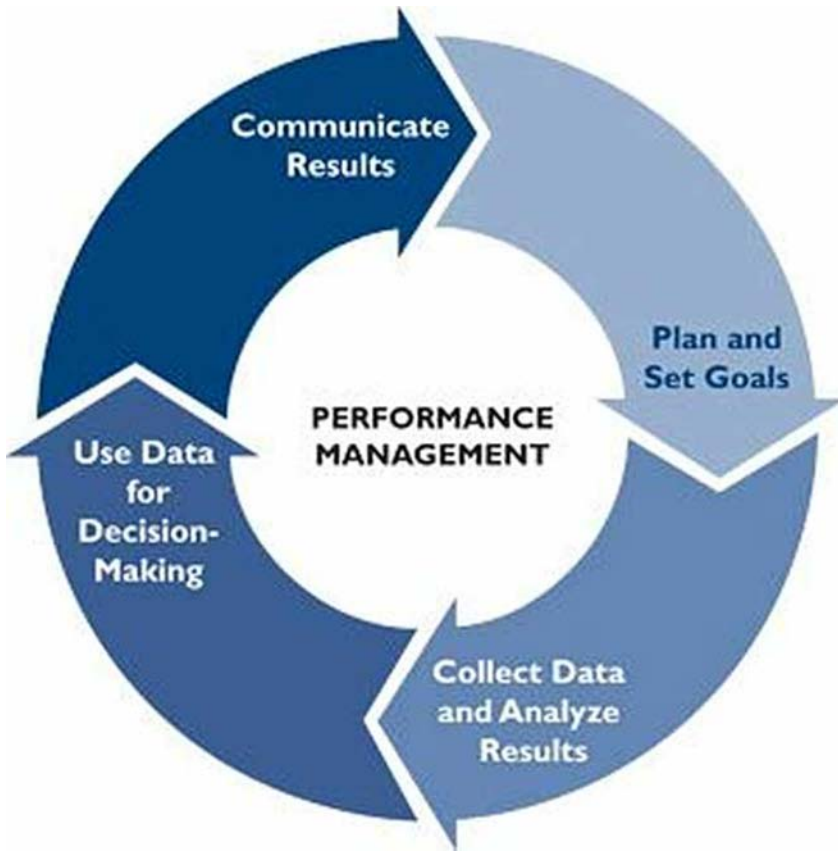 Communicate
Results
Plan and
Set Goals
PERFORMANCE
MANAGEMENT
Use Data
for
Decision-
Making
Collect Data
and Analyze
Results